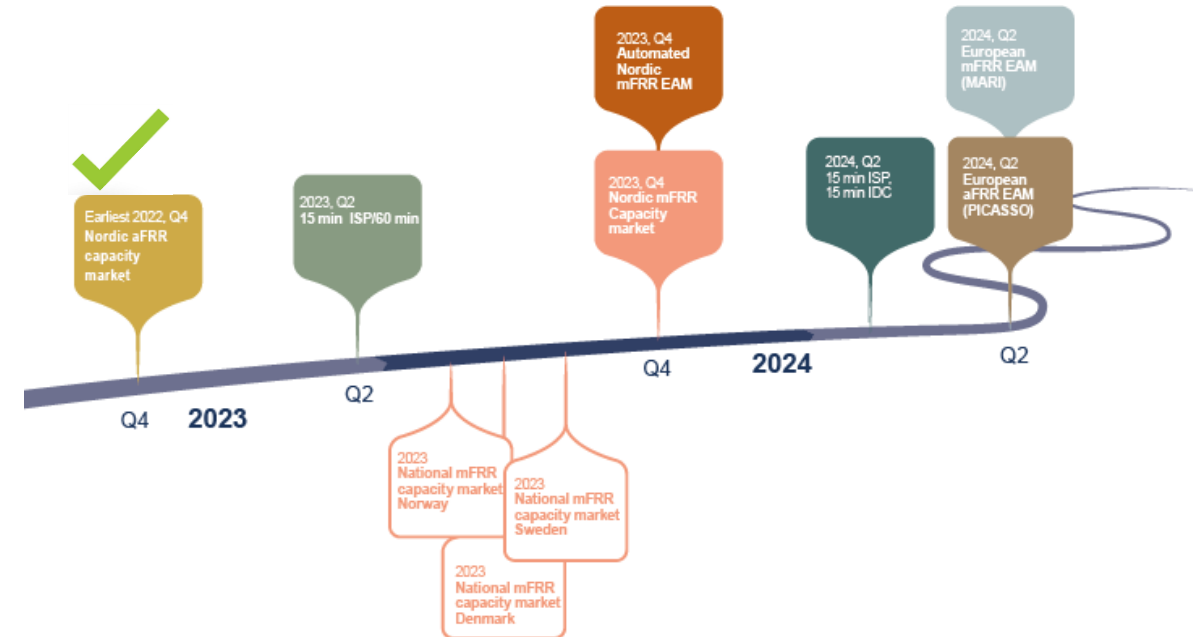 2023, Q4
Automated
Nordic
mFRR EAM
2024, Q2
European
mFRR EAM
(MARI)
Earliest 2022, Q4
Nordic aFRR
capacity
market
2023, Q2
15 min ISP/60 min
2023, Q4
Nordic mFRR
Capacity
market
2024, Q2
15 min ISP,
15 min IDC
2024, Q2
European
aFRR EAM
(PICASSO)
Q4
2023
Q2
Q4
2024
Q2
2023
National mFRR
capacity market
Norway
2023
National mFRR
capacity market
Sweden
2023
National mFRR
capacity market
Denmark